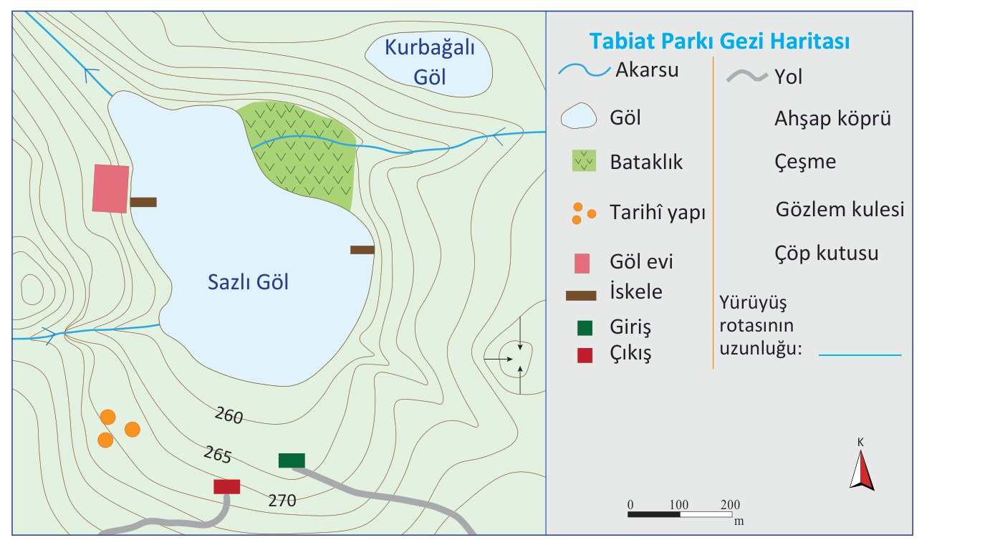 Kurbağalı
Göl
Sazlı Göl
260
265
270
Tabiat Parkı Gezi Haritası
Akarsu
Göl
Bataklık
Tarihî yapı
Göl evi
İskele
Giriş
Çıkış
Yol
Ahşap köprü
Çeşme
Gözlem kulesi
Çöp kutusu
Yürüyüş
rotasının
uzunluğu:
K
0 100 200
m